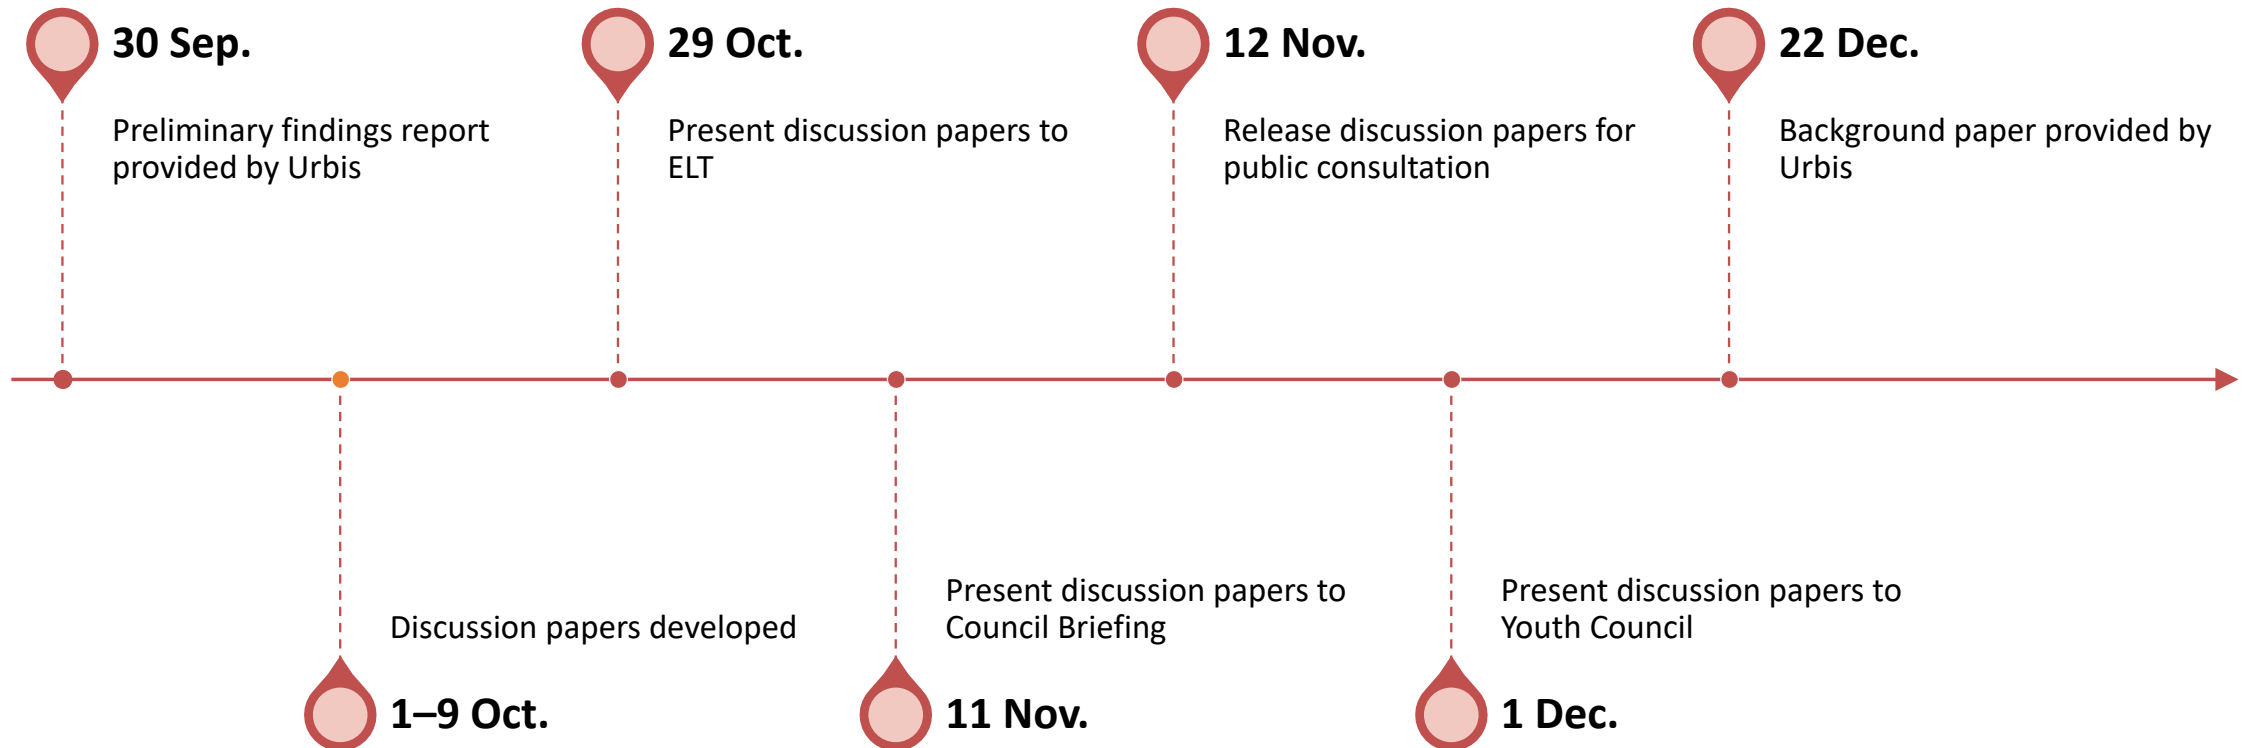 30 Sep.
Preliminary findings report
provided by Urbis
1–9 Oct.
Discussion papers developed
29 Oct.
Present discussion papers to
ELT
11 Nov.
Present discussion papers to
Council Briefing
12 Nov.
Release discussion papers for
public consultation
1 Dec.
Present discussion papers to
Youth Council
22 Dec.
Background paper provided by
Urbis